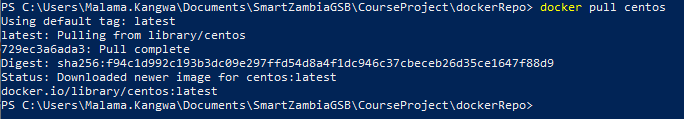 PS C:\Users\Malama.Kangwa\Documents\SmartZambiaGSB\CourseProject\dockerRepo> docker pull centos
Using default tag: latest
latest: Pulling from library/centos
729ec3a6ada3: Pull complete
Digest: sha256:f94c1d992c193b3dc09e297ffd54d8a4f1dc946c37cbeceb26d35ce1647f88d9
Status: Downloaded newer image for centos:latest
docker.io/library/centos:latest
PS C:\Users\Malama.Kangwa\Documents\SmartZambiaGSB\CourseProject\dockerRepo>